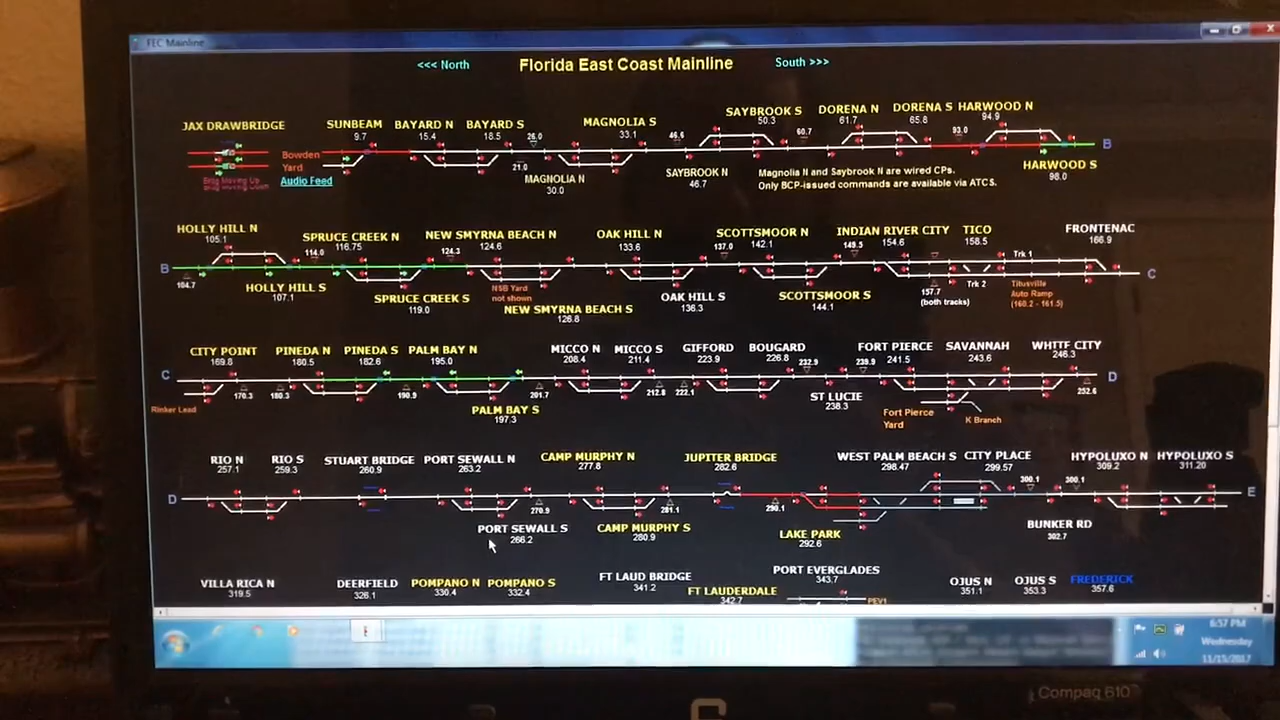 FEC Mainline
<<< North Florida East Coast Mainline South >>>
JAX DRAWBRIDGE
SUNBEAM
9.7
BAYARD N
15.4
BAYARD S
18.5
26.0
MAGNOLIA S
33.1
46.6
SAYBROOK S
50.3
60.7
DORENA N
61.7
DORENA S
65.8
93.0
HARWOOD N
94.9
B
Bowden
Yard
Audio Feed
21.0
MAGNOLIA N
30.0
SAYBROOK N
46.7
Magnolia N and Saybrook N are wired CPs.
Only BCP-issued commands are available via ATCS.
HARWOOD S
98.0
HOLLY HILL N
105.1
114.0
SPRUCE CREEK N
116.75
124.3
NEW SMYRNA BEACH N
124.6
OAK HILL N
133.6
137.0
SCOTTSMOOR N
142.1
149.5
INDIAN RIVER CITY
154.6
TICO
158.5
FRONTENAC
166.9
B
104.7
HOLLY HILL S
107.1
SPRUCE CREEK S
119.0
NSB Yard
not shown
NEW SMYRNA BEACH S
126.8
OAK HILL S
136.3
SCOTTSMOOR S
144.1
157.7
(both tracks)
Trk 1
Trk 2
Titusville
Auto Ramp
(160.2 - 161.5)
C
CITY POINT
169.8
PINEDA N
180.5
PINEDA S
182.6
PALM BAY N
195.0
MICCO N
208.4
MICCO S
211.4
GIFFORD
223.9
BOUGARD
226.8
232.9
239.9
FORT PIERCE
241.5
SAVANNAH
243.6
WHITE CITY
246.3
C
Rinker Lead
170.3
180.3
190.9
PALM BAY S
197.3
201.7
212.8
222.1
ST LUCIE
238.3
Fort Pierce
Yard
K Branch
252.6
D
RIO N
257.1
RIO S
259.3
STUART BRIDGE
260.9
PORT SEWALL N
263.2
CAMP MURPHY N
277.8
JUPITER BRIDGE
282.6
WEST PALM BEACH S
298.47
CITY PLACE
299.57
300.1
300.1
HYPOLUXO N
309.2
HYPOLUXO S
311.20
D
PORT SEWALL S
266.2
270.9
CAMP MURPHY S
280.9
281.1
290.1
LAKE PARK
292.6
BUNKER RD
302.7
E
VILLA RICA N
319.5
DEERFIELD
326.1
POMPANO N
330.4
POMPANO S
332.4
FT LAUD BRIDGE
341.2
FT LAUDERDALE
342.7
PORT EVERGLADES
343.7
PEV1
OJUS N
351.1
OJUS S
353.3
FREDERICK
357.6
6:57 PM
Wednesday
11/15/2017
Compaq 610